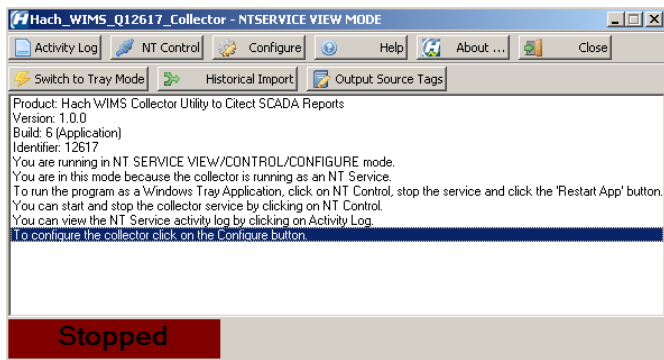 Hach_WIMS_Q12617_Collector - NTSERVICE VIEW MODE
Activity Log NT Control Configure Help About ... Close
Switch to Tray Mode Historical Import Output Source Tags
Product: Hach WIMS Collector Utility to Citect SCADA Reports
Version: 1.0.0
Build: 6 (Application)
Identifier: 12617
You are running in NT SERVICE VIEW/CONTROL/CONFIGURE mode.
You are in this mode because the collector is running as an NT Service.
To run the program as a Windows Tray Application, click on NT Control, stop the service and click the 'Restart App' button.
You can start and stop the collector service by clicking on NT Control.
You can view the NT Service activity log by clicking on Activity Log.
To configure the collector click on the Configure button.
Stopped